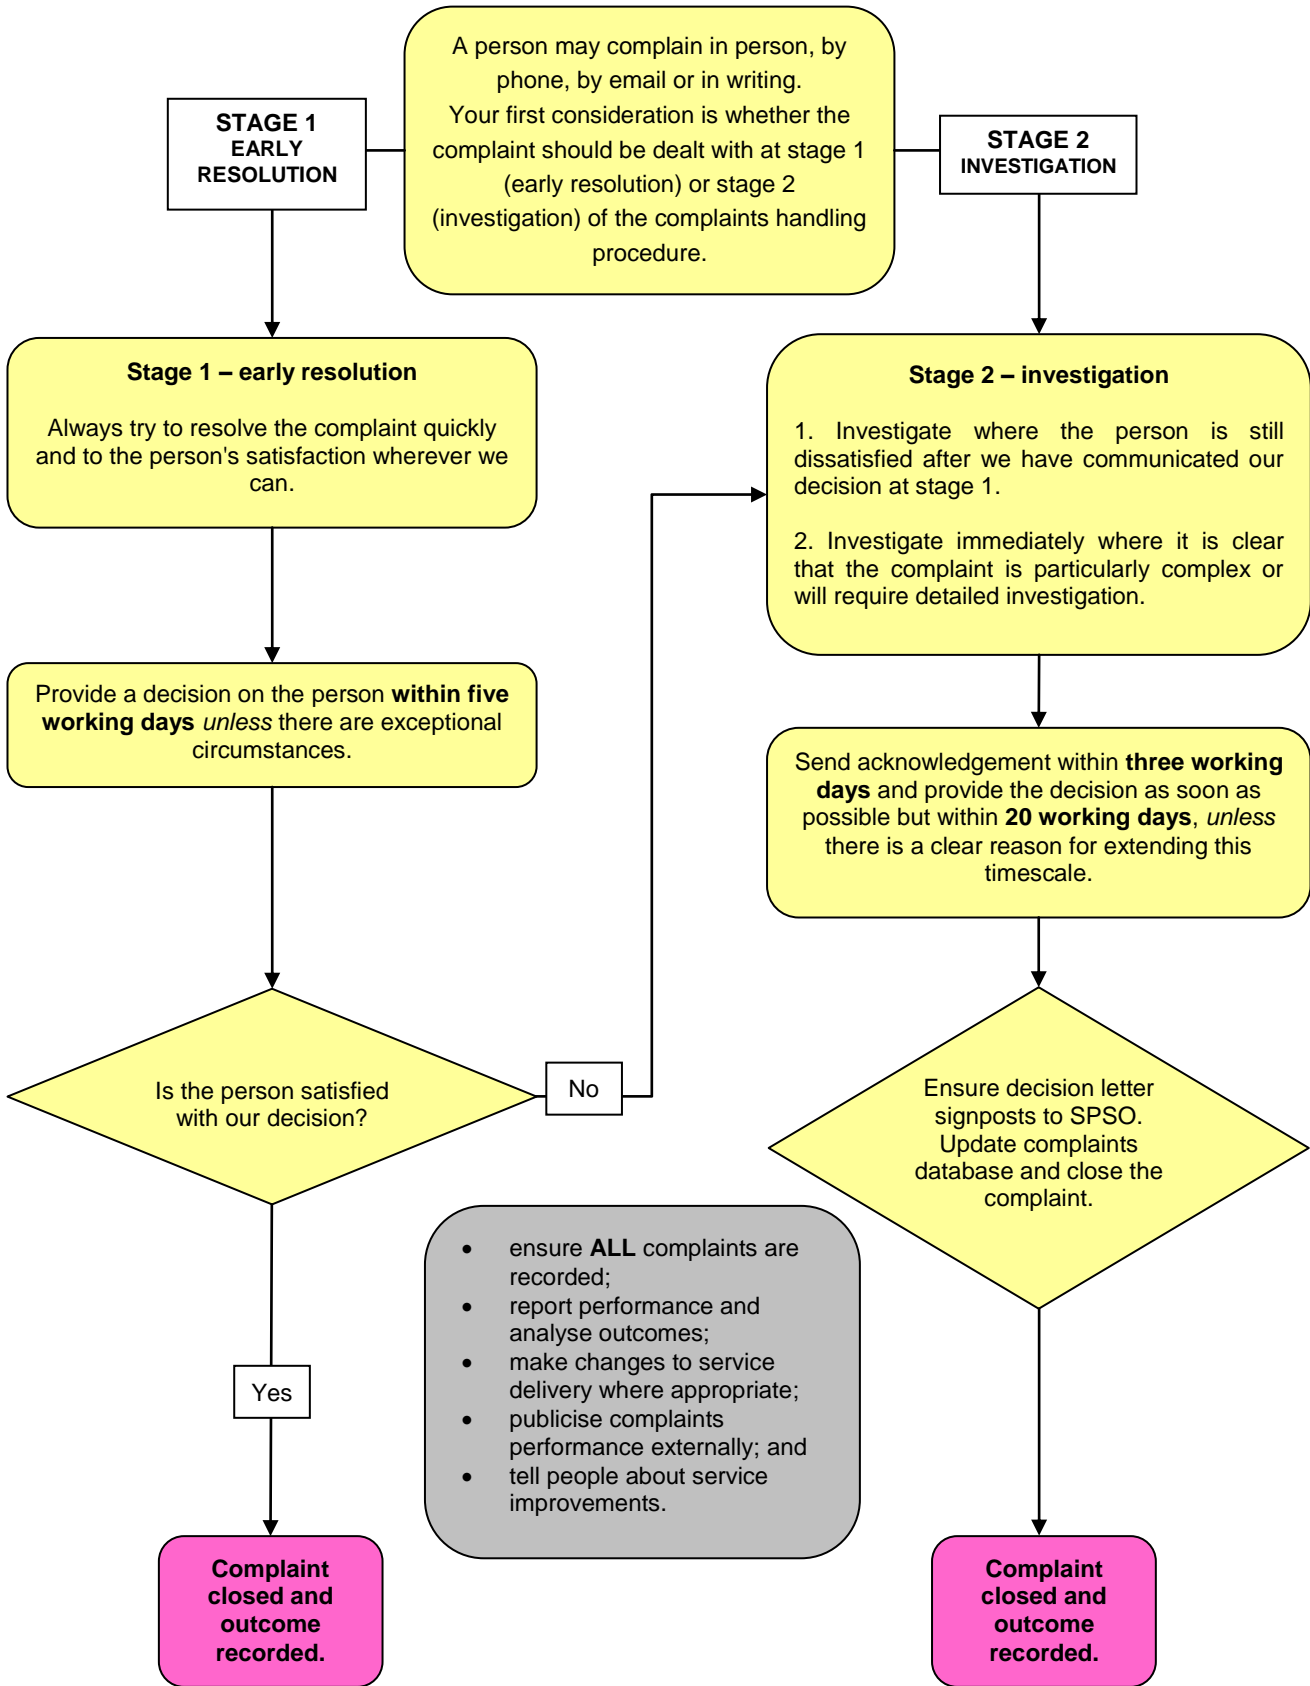 A person may complain in person, by
phone, by email or in writing.
Your first consideration is whether the
complaint should be dealt with at stage 1
(early resolution) or stage 2
(investigation) of the complaints handling
procedure.
STAGE 1
EARLY
RESOLUTION
STAGE 2
INVESTIGATION
Stage 1 – early resolution
Always try to resolve the complaint quickly
and to the person's satisfaction wherever we
can.
Stage 2 – investigation
1. Investigate where the person is still
dissatisfied after we have communicated our
decision at stage 1.
2. Investigate immediately where it is clear
that the complaint is particularly complex or
will require detailed investigation.
Provide a decision on the person within five
working days unless there are exceptional
circumstances.
Send acknowledgement within three working
days and provide the decision as soon as
possible but within 20 working days, unless
there is a clear reason for extending this
timescale.
Is the person satisfied
with our decision?
No
Ensure decision letter
signposts to SPSO.
Update complaints
database and close the
complaint.
• ensure ALL complaints are
recorded;
• report performance and
analyse outcomes;
• make changes to service
delivery where appropriate;
• publicise complaints
performance externally; and
• tell people about service
improvements.
Yes
Complaint
closed and
outcome
recorded.
Complaint
closed and
outcome
recorded.